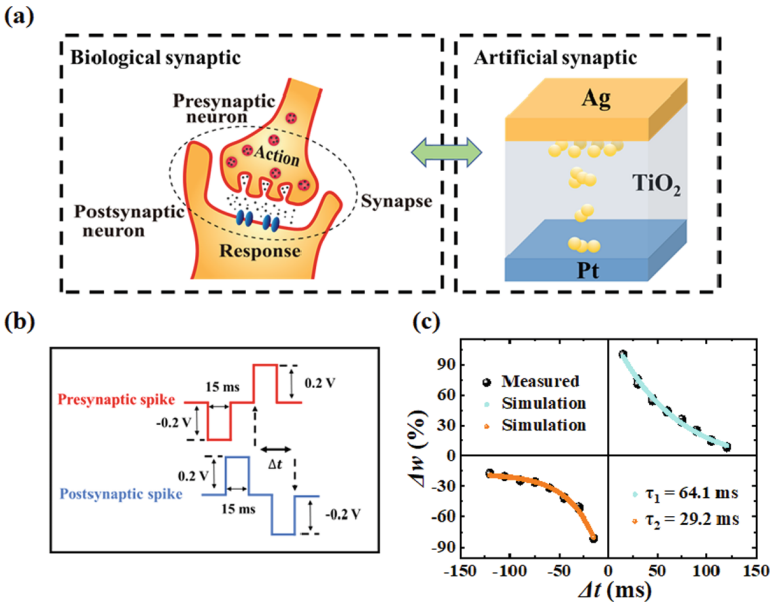 (a)
Biological synaptic
Presynaptic
neuron
Action
Synapse
Postsynaptic
neuron
Response
Artificial synaptic
Ag
TiO₂
Pt
(b)
15 ms
0.2 V
Presynaptic spike
-0.2 V
Δt
0.2 V
Postsynaptic spike
15 ms
-0.2 V
(c)
Δw (%)
90
60
30
0
-30
-60
-90
Measured
Simulation
Simulation
τ₁ = 64.1 ms
τ₂ = 29.2 ms
-150 -100 -50 0 50 100 150
Δt (ms)